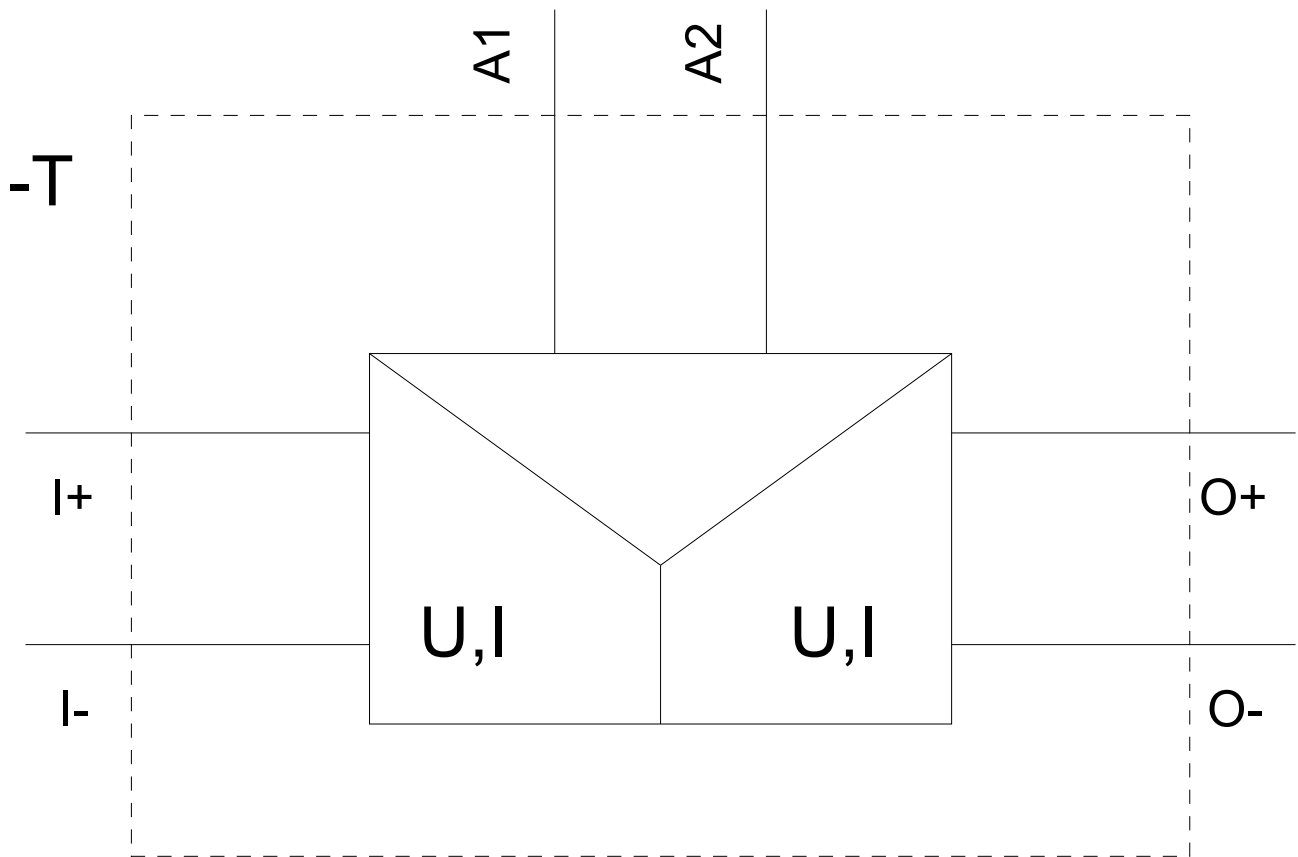 A1
A2
-T
I+
O+
U,I
U,I
I-
O-